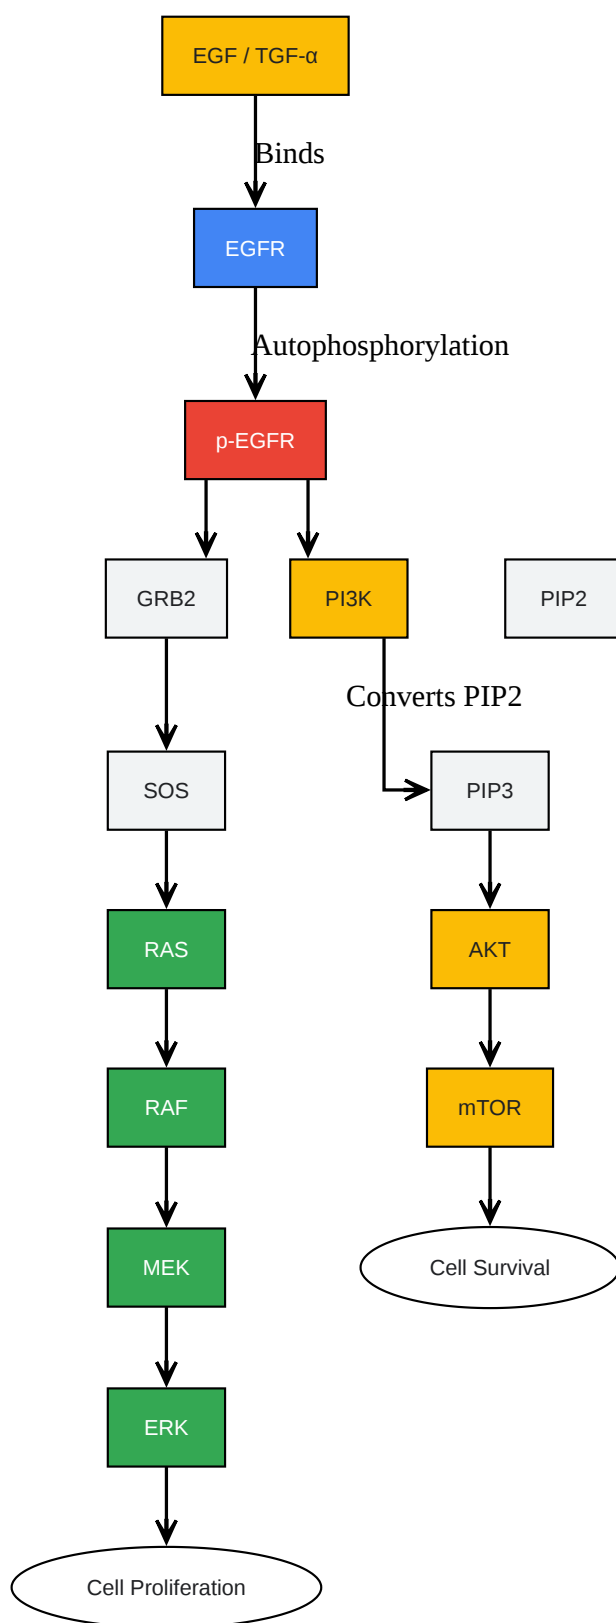 EGF / TGF-α
Binds
EGFR
Autophosphorylation
p-EGFR
GRB2
PI3K
PIP2
Converts PIP2
SOS
PIP3
RAS
AKT
RAF
mTOR
MEK
Cell Survival
ERK
Cell Proliferation